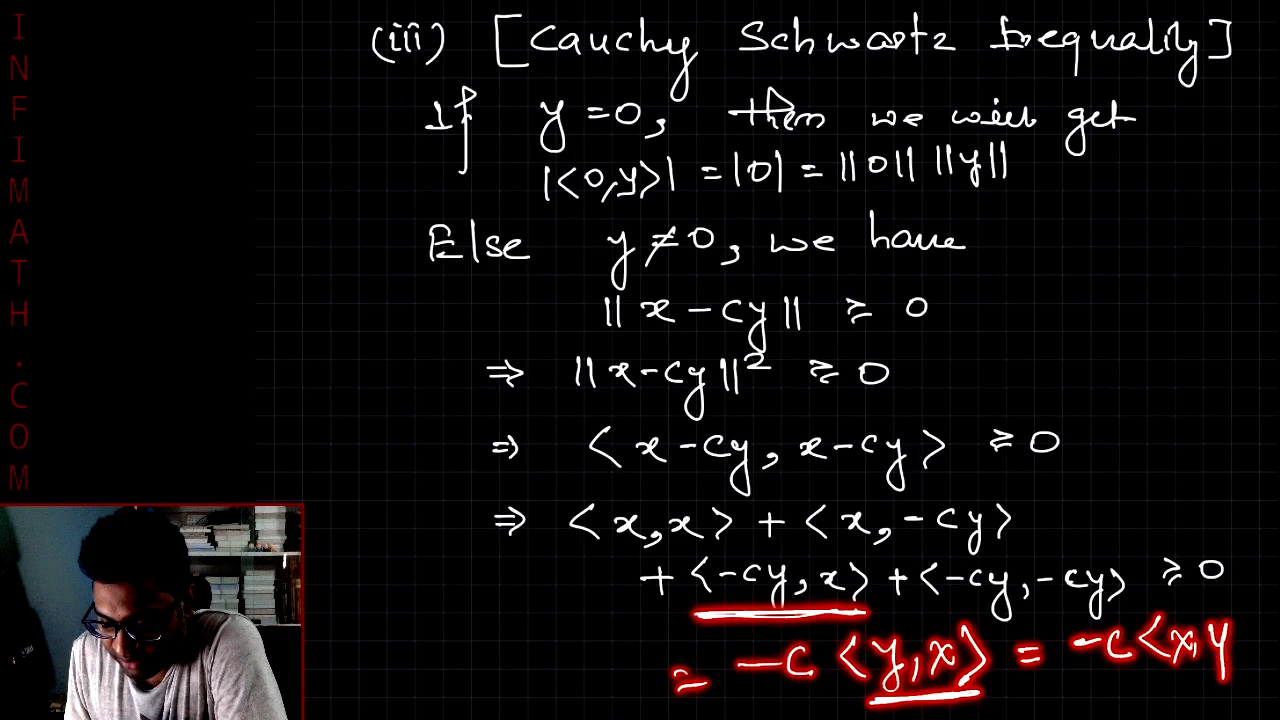 INFIMATH.COM
(iii) [Cauchy Schwartz Inequality]
If y = 0, then we will get
|<0,y>| = |0| = ||0|| ||y||
Else y ≠ 0, we have
|| x - cy || ≥ 0
⇒ || x - cy ||² ≥ 0
⇒ < x - cy, x - cy > ≥ 0
⇒ < x, x > + < x, - cy >
+ < -cy, x > + < -cy, -cy > ≥ 0
= -c < y, x > = -c < x, y